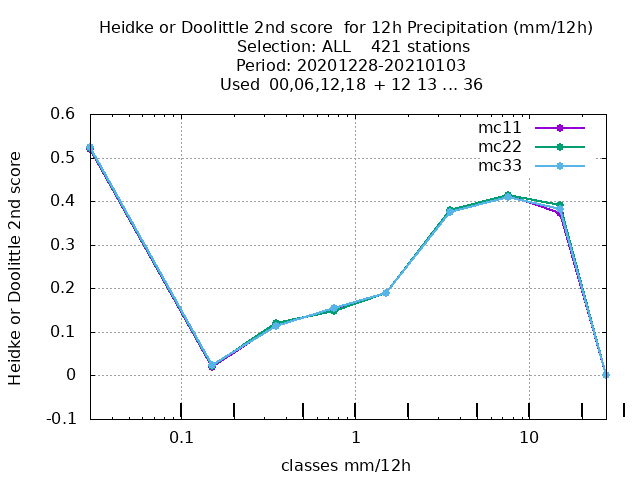 Heidke or Doolittle 2nd score  for 12h Precipitation (mm/12h)
Selection: ALL    421 stations
Period: 20201228-20210103
Used  00,06,12,18  + 12 13 ... 36
mc11
mc22
mc33
0.6
0.5
0.4
0.3
0.2
0.1
0
-0.1
Heidke or Doolittle 2nd score
0.1
1
10
classes mm/12h